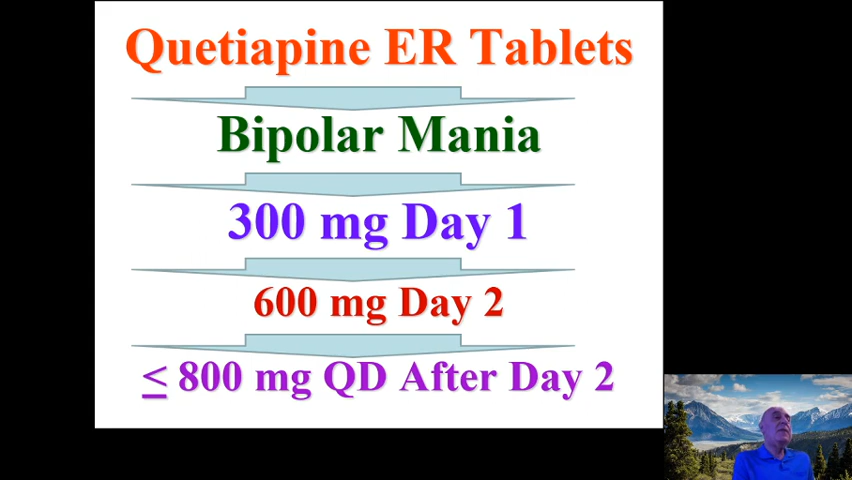 Quetiapine ER Tablets
Bipolar Mania
300 mg Day 1
600 mg Day 2
≤ 800 mg QD After Day 2